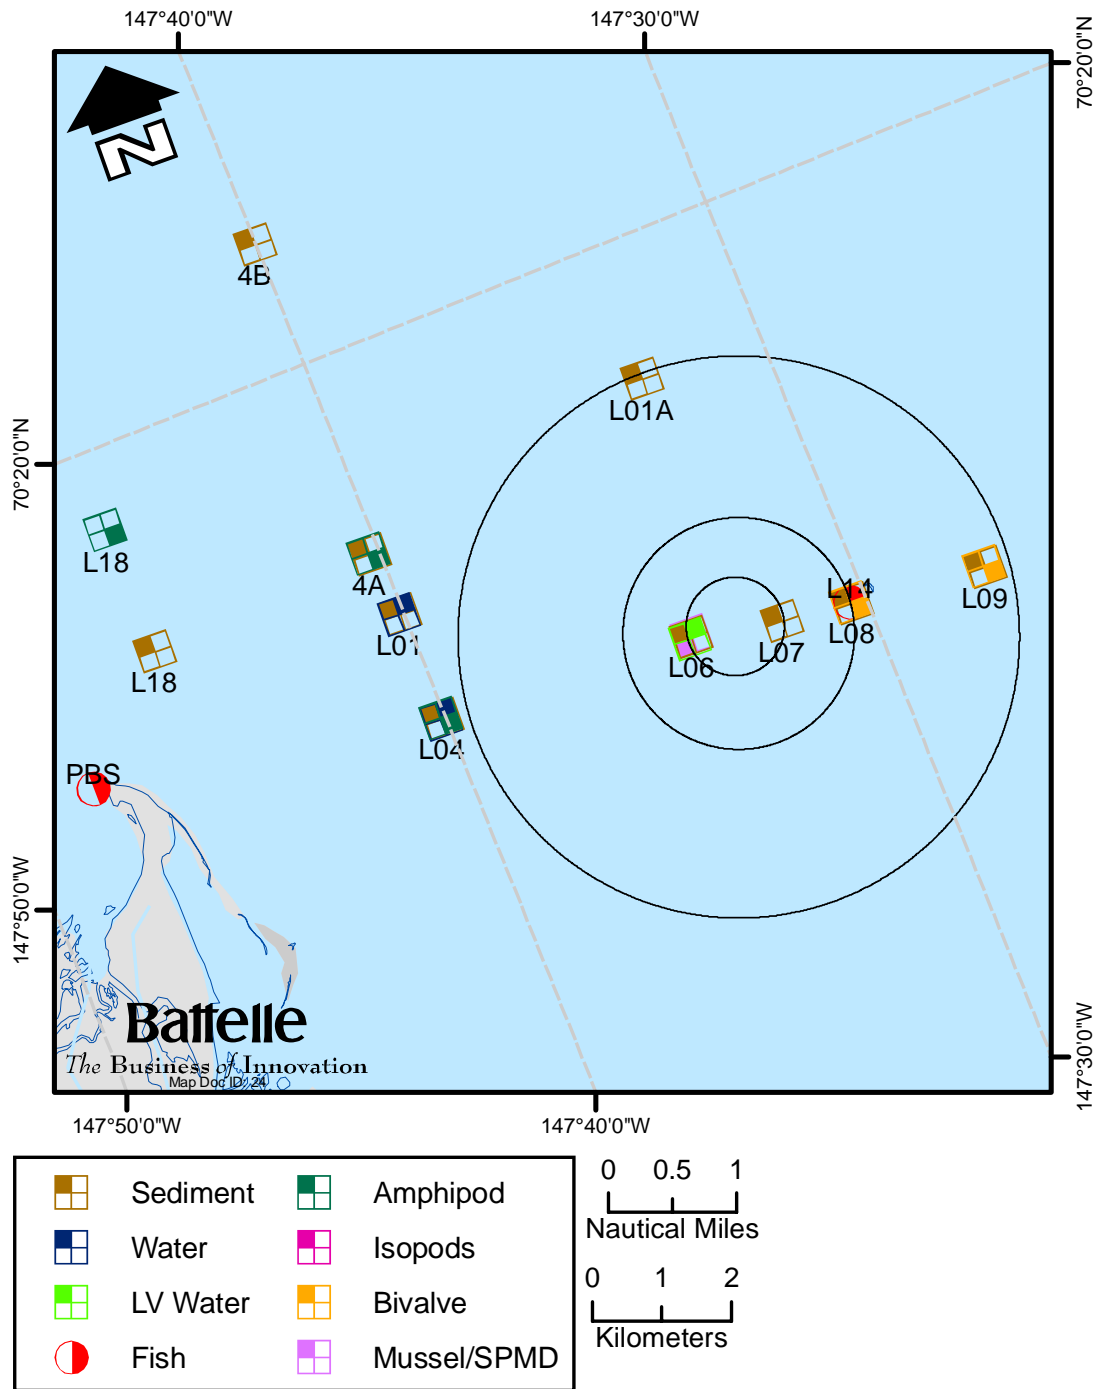 147°40'0"W
147°30'0"W
70°20'0"N
N
4B
L01A
70°20'0"N
L18
4A
L14
L09
L01
L08
L07
L06
L18
L04
PBS
147°50'0"W
Battelle
The Business of Innovation
Map Doc ID: 24
147°30'0"W
147°50'0"W
147°40'0"W
Sediment
Amphipod
Water
Isopods
LV Water
Bivalve
Fish
Mussel/SPMD
0 0.5 1
Nautical Miles
0 1 2
Kilometers